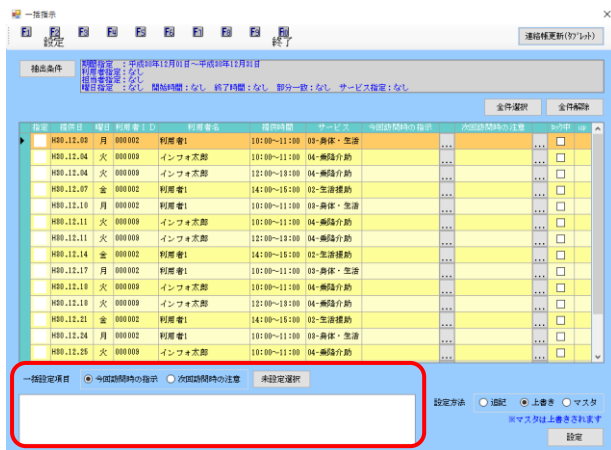 一括指示
F1 F2 F3 F4 F5 F6 F7 F8 F9 F10
設定 終了
連絡帳更新(ﾀﾌﾞﾚｯﾄ)
抽出条件
期間指定 :平成30年12月01日~平成30年12月31日
利用者指定:なし
担当者指定:なし
曜日指定 :なし 開始時間:なし 終了時間:なし 部分一致:なし サービス指定:なし
全件選択 全件解除
指定 提供日 曜日 利用者ID 利用者名 提供時間 サービス 今回訪問時の指示 次回訪問時の注意 ﾛｯｸ中
H30.12.03 月 000002 利用者1 10:00~11:00 03-身体・生活 ...
H30.12.04 火 000009 インフォ太郎 10:00~11:00 04-乗降介助 ...
H30.12.04 火 000009 インフォ太郎 12:00~13:00 04-乗降介助 ...
H30.12.07 金 000002 利用者1 14:00~15:00 02-生活援助 ...
H30.12.10 月 000002 利用者1 10:00~11:00 03-身体・生活 ...
H30.12.11 火 000009 インフォ太郎 10:00~11:00 04-乗降介助 ...
H30.12.11 火 000009 インフォ太郎 12:00~13:00 04-乗降介助 ...
H30.12.14 金 000002 利用者1 14:00~15:00 02-生活援助 ...
H30.12.17 月 000002 利用者1 10:00~11:00 03-身体・生活 ...
H30.12.18 火 000009 インフォ太郎 10:00~11:00 04-乗降介助 ...
H30.12.18 火 000009 インフォ太郎 12:00~13:00 04-乗降介助 ...
H30.12.21 金 000002 利用者1 14:00~15:00 02-生活援助 ...
H30.12.24 月 000002 利用者1 10:00~11:00 03-身体・生活 ...
H30.12.25 火 000009 インフォ太郎 10:00~11:00 04-乗降介助 ...
一括設定項目 今回訪問時の指示 次回訪問時の注意 未設定選択
設定方法 追記 上書き マスタ
※マスタは上書きされます
設定